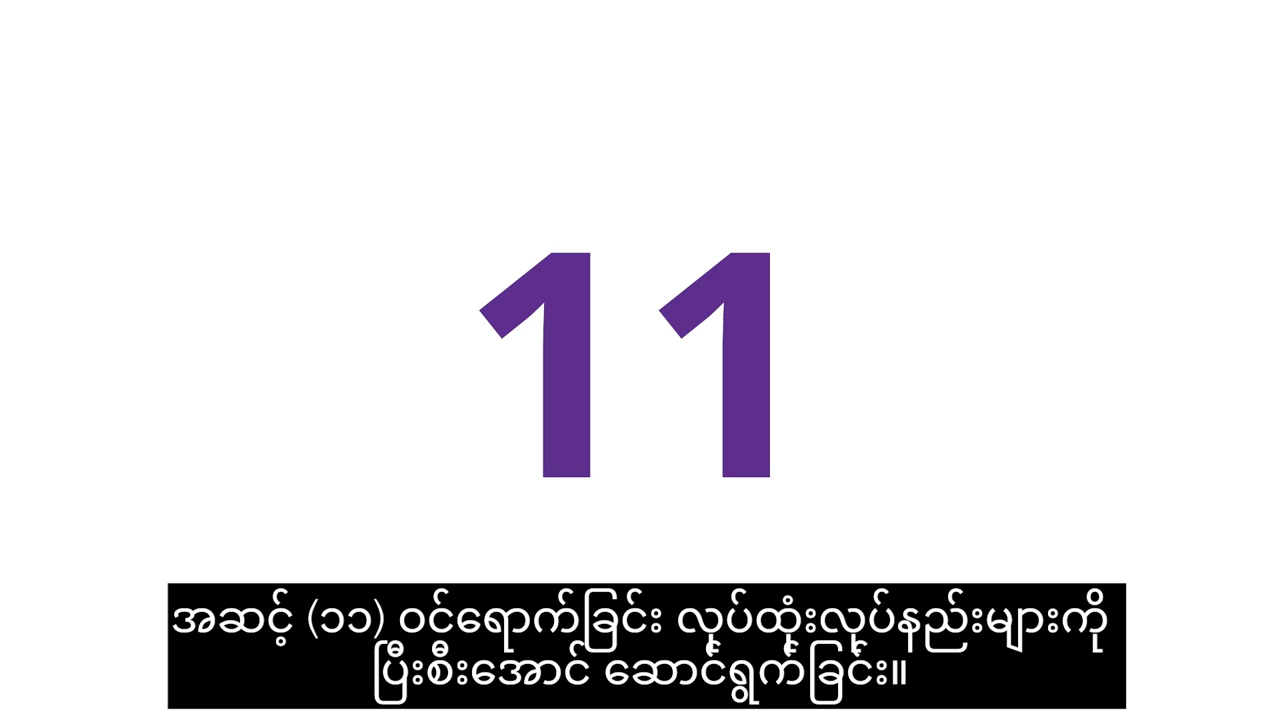 11
အဆင့် (၁၁) ဝင်ရောက်ခြင်း လုပ်ထုံးလုပ်နည်းများကို
ပြီးစီးအောင် ဆောင်ရွက်ခြင်း။